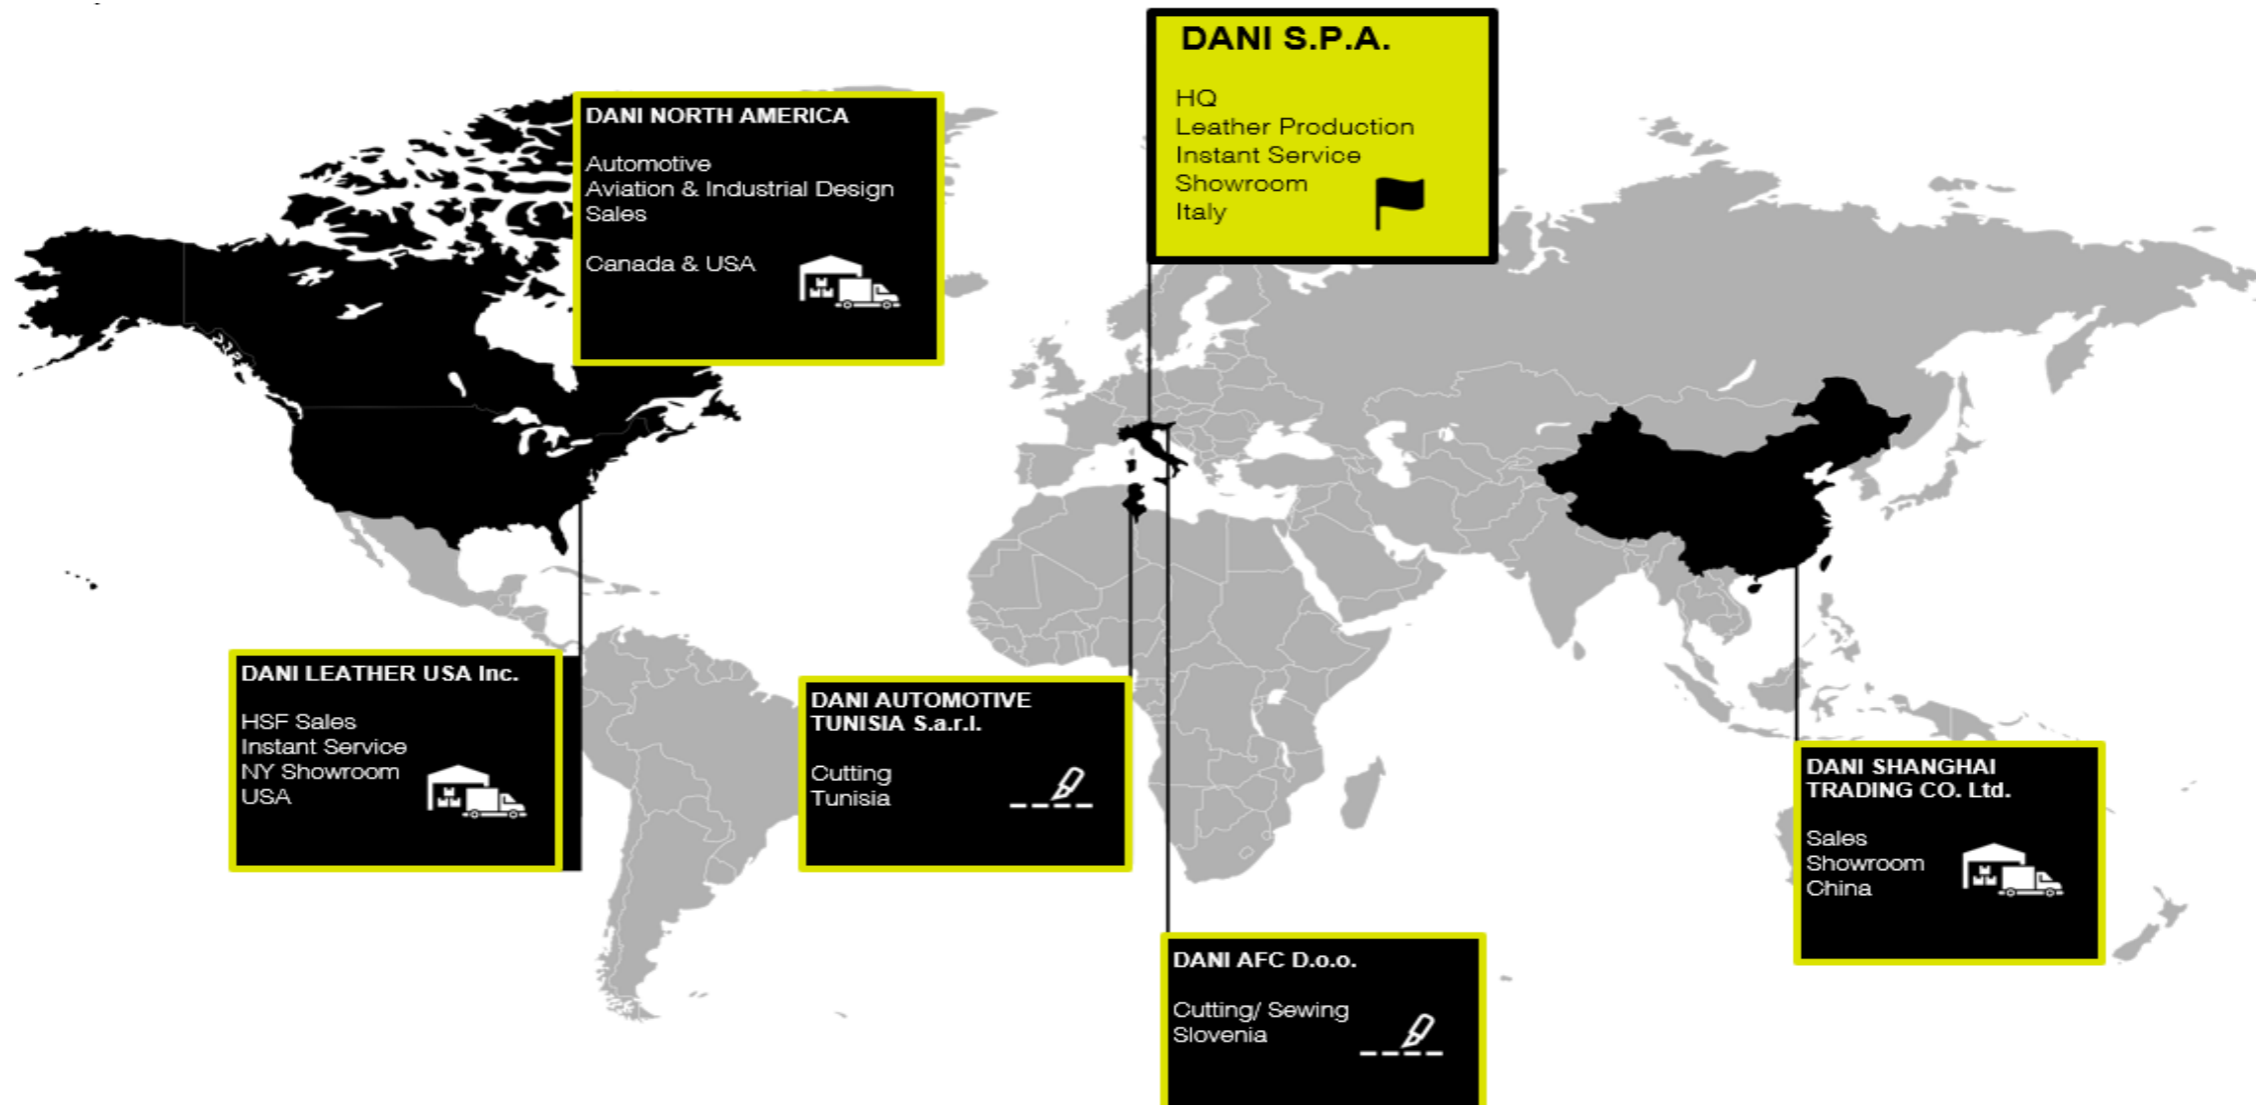 DANI S.P.A.
HQ
Leather Production
Instant Service
Showroom
Italy
DANI NORTH AMERICA
Automotive
Aviation & Industrial Design
Sales
Canada & USA
DANI LEATHER USA Inc.
HSF Sales
Instant Service
NY Showroom
USA
DANI AUTOMOTIVE
TUNISIA S.a.r.l.
Cutting
Tunisia
DANI AFC D.o.o.
Cutting/ Sewing
Slovenia
DANI SHANGHAI
TRADING CO. Ltd.
Sales
Showroom
China